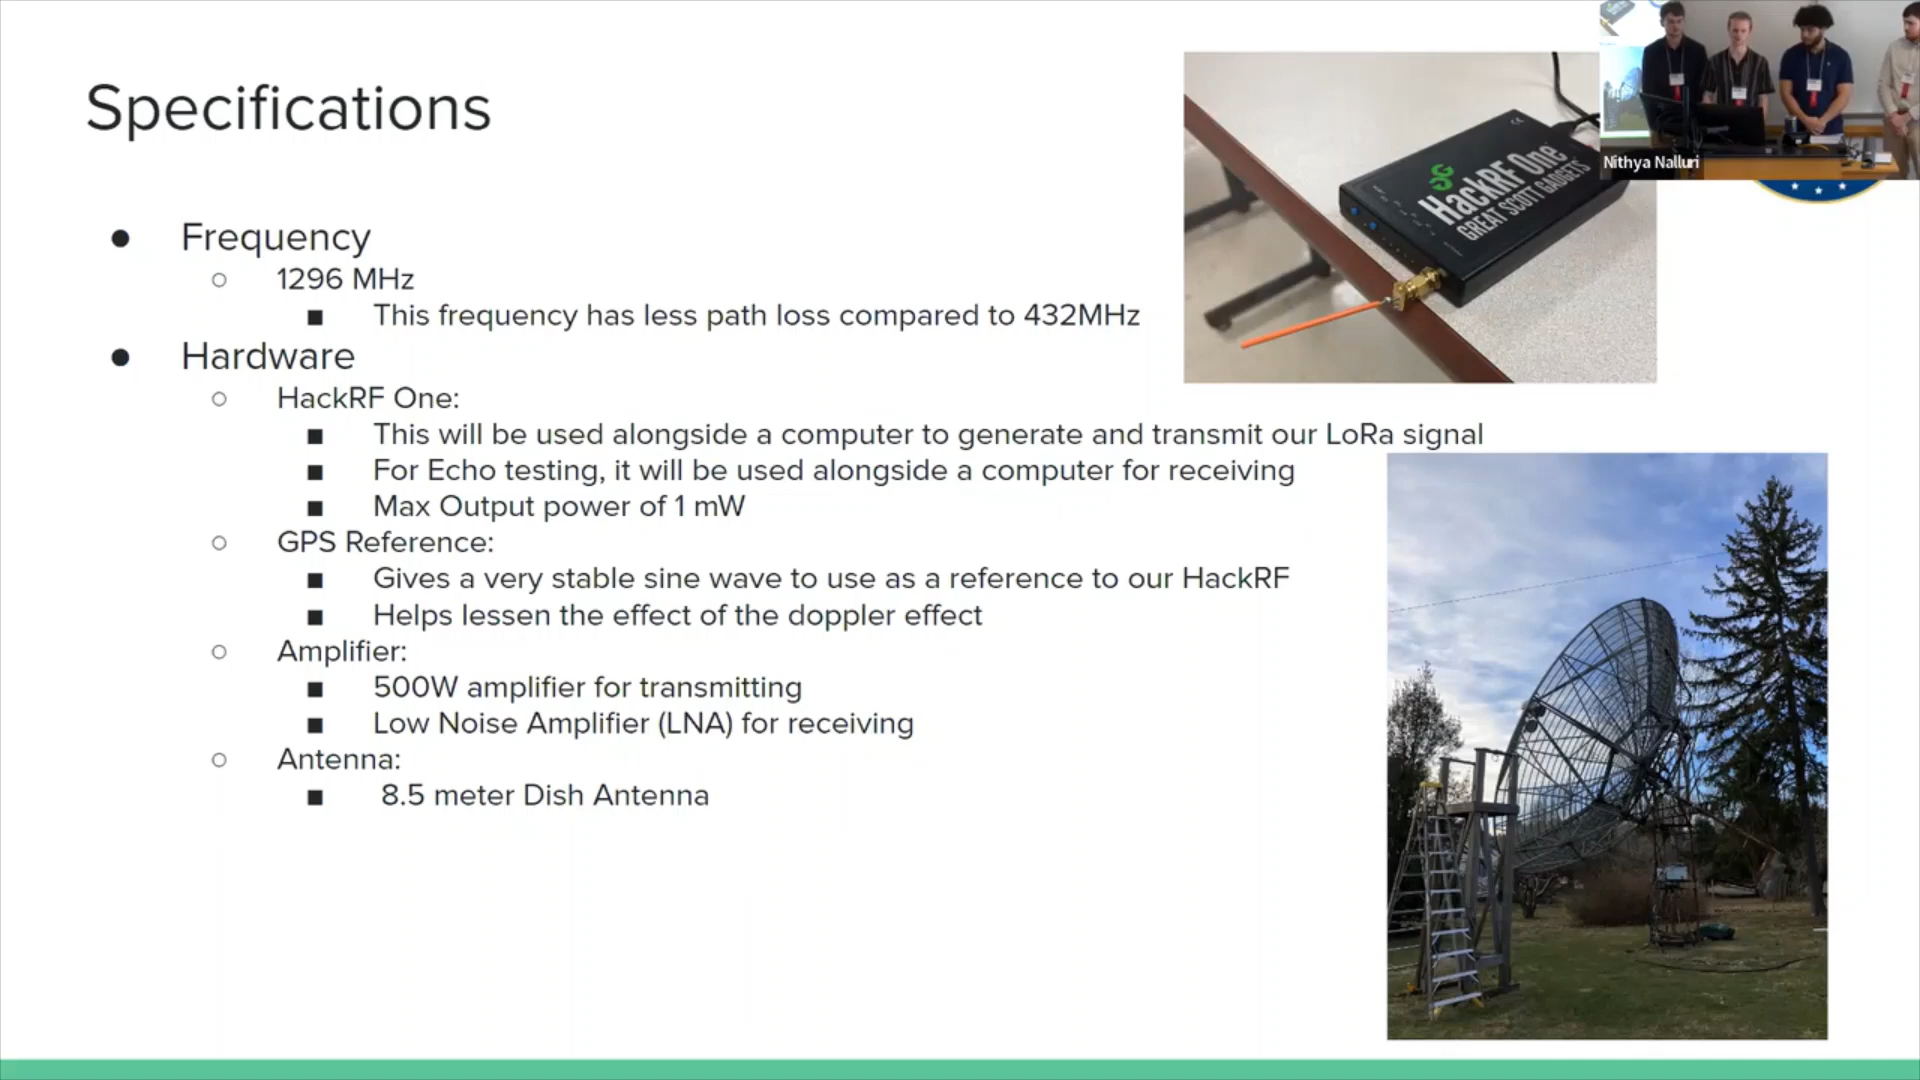 Specifications
Frequency
1296 MHz
This frequency has less path loss compared to 432MHz
Hardware
HackRF One:
This will be used alongside a computer to generate and transmit our LoRa signal
For Echo testing, it will be used alongside a computer for receiving
Max Output power of 1 mW
GPS Reference:
Gives a very stable sine wave to use as a reference to our HackRF
Helps lessen the effect of the doppler effect
Amplifier:
500W amplifier for transmitting
Low Noise Amplifier (LNA) for receiving
Antenna:
8.5 meter Dish Antenna
HackRF One
GREAT SCOTT GADGETS
Nithya Nalluri